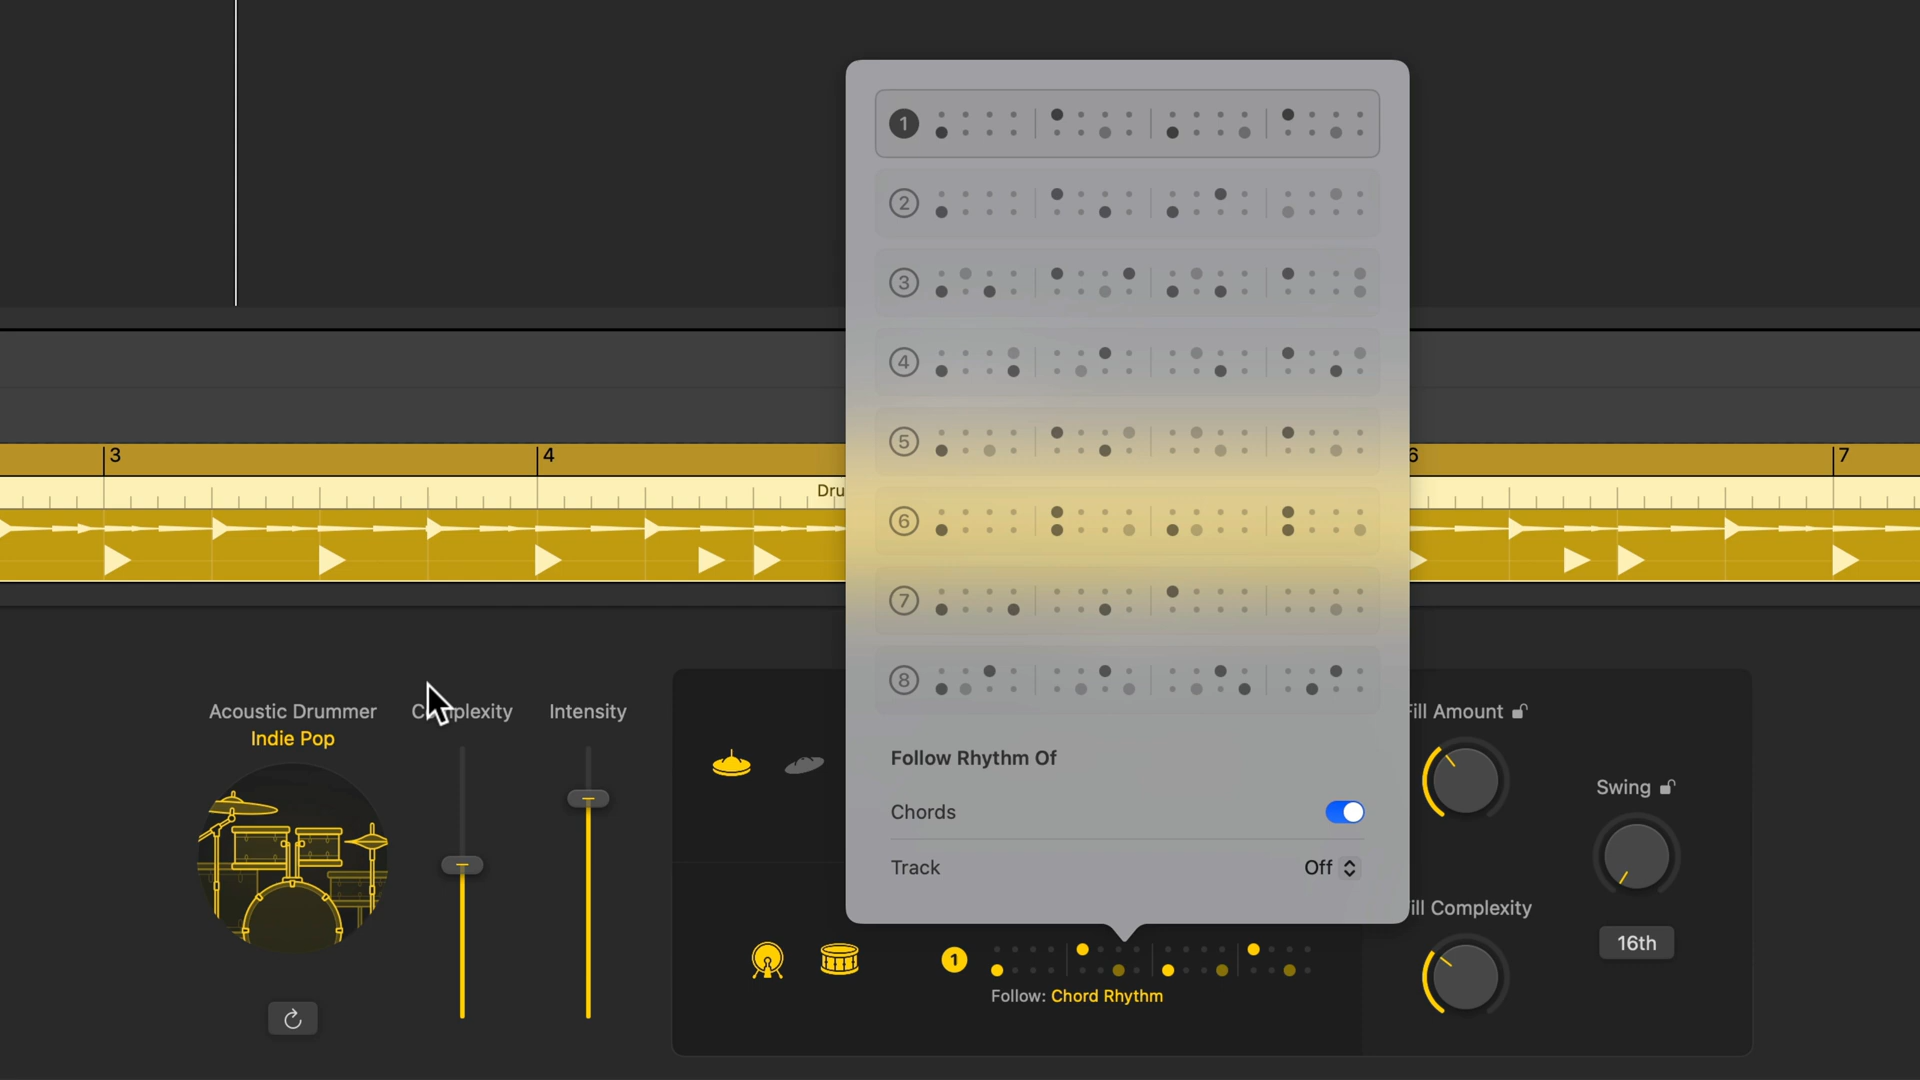 1
2
3
4
5
6
7
8
3
4
6
7
Dru
Follow Rhythm Of
Chords
Track Off
Acoustic Drummer
Indie Pop
Complexity
Intensity
ill Amount
Swing
16th
ill Complexity
1
Follow: Chord Rhythm